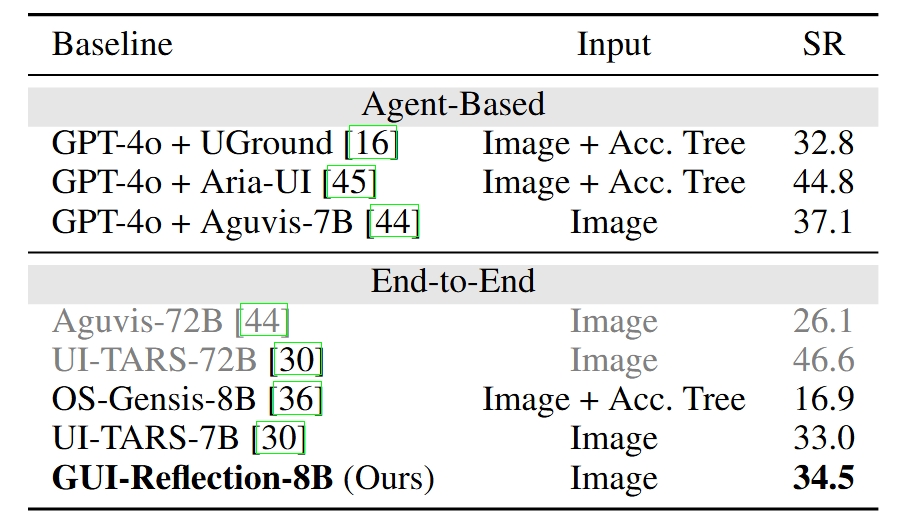 Baseline Input SR
Agent-Based
GPT-4o + UGround [16] Image + Acc. Tree 32.8
GPT-4o + Aria-UI [45] Image + Acc. Tree 44.8
GPT-4o + Aguvis-7B [44] Image 37.1
End-to-End
Aguvis-72B [44] Image 26.1
UI-TARS-72B [30] Image 46.6
OS-Gensis-8B [36] Image + Acc. Tree 16.9
UI-TARS-7B [30] Image 33.0
GUI-Reflection-8B (Ours) Image 34.5